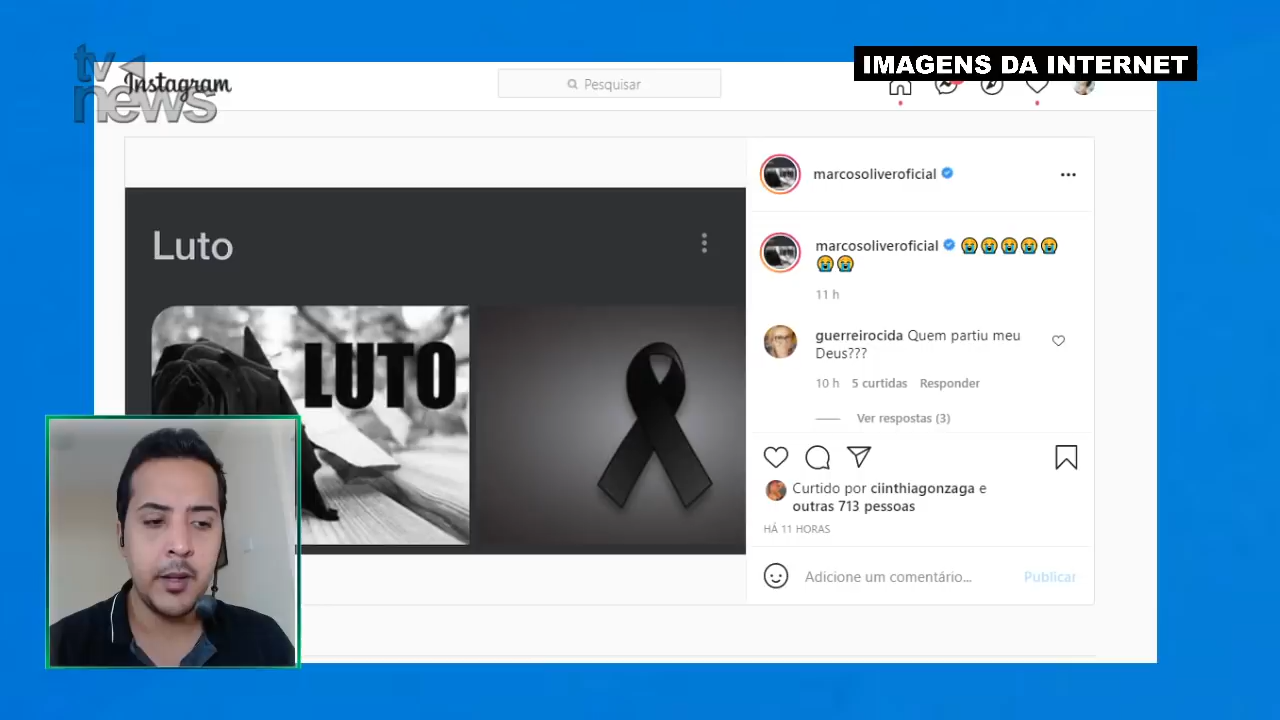 tv
news
IMAGENS DA INTERNET
Instagram
Pesquisar
Luto
LUTO
marcosoliveroficial
marcosoliveroficial 😭😭😭😭😭
😭😭
11 h
guerreirocida Quem partiu meu
Deus???
10 h 5 curtidas Responder
Ver respostas (3)
Curtido por ciinthiagonzaga e
outras 713 pessoas
HÁ 11 HORAS
Adicione um comentário... Publicar